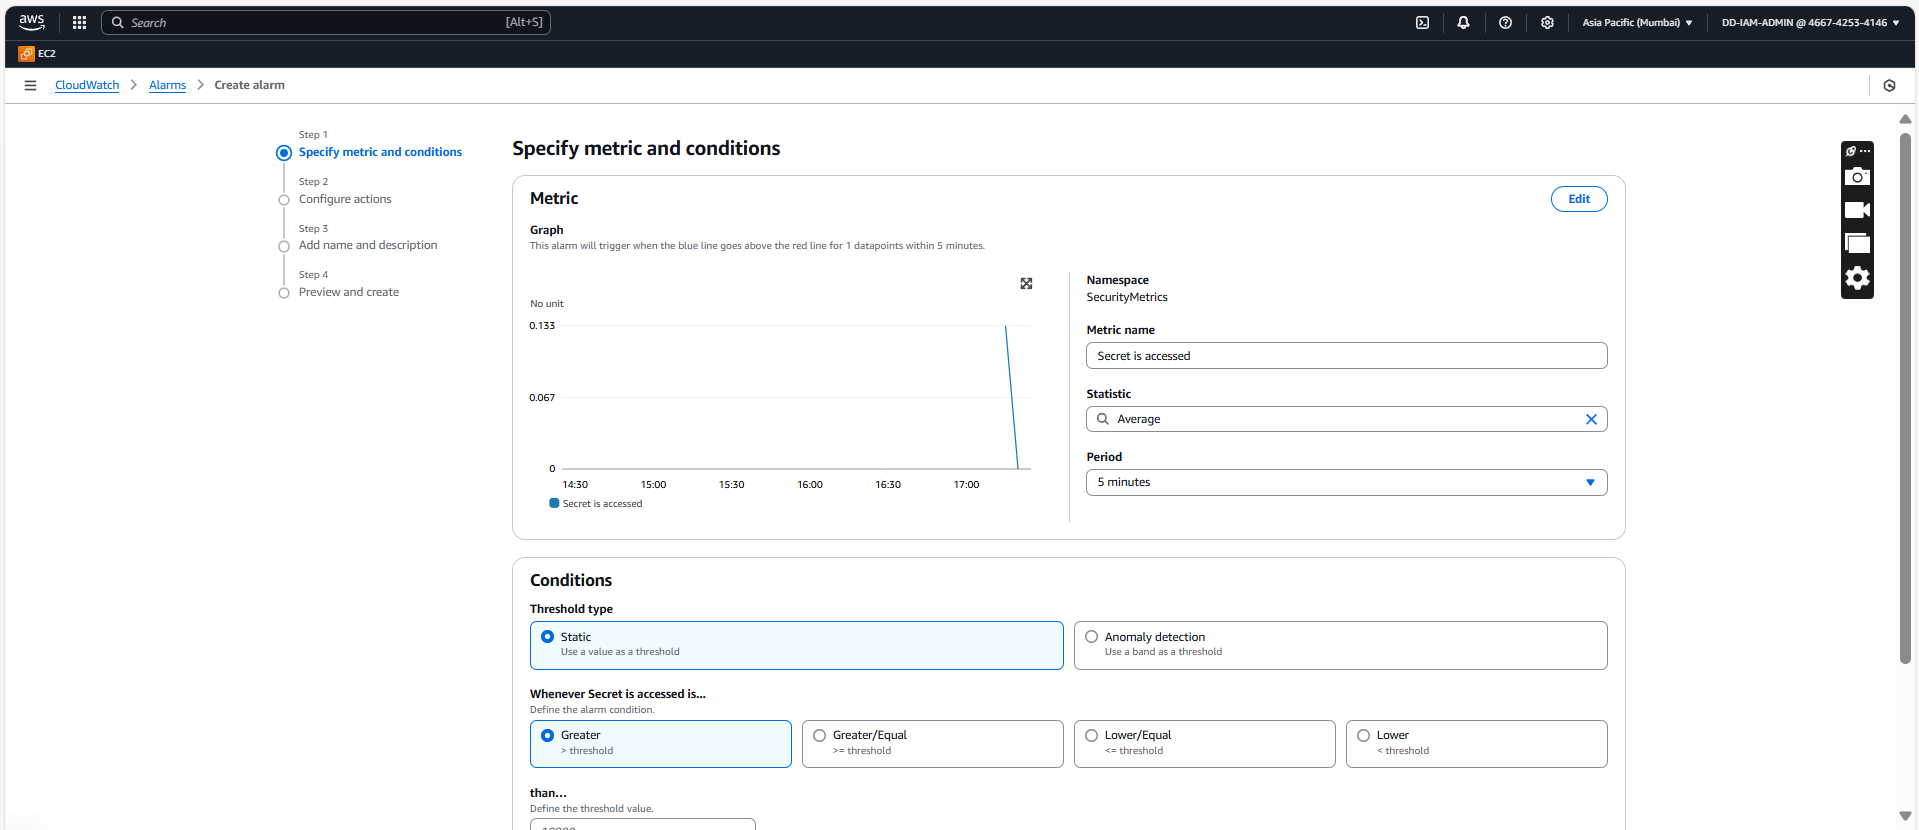 aws
Search [Alt+S]
Asia Pacific (Mumbai) ▼
DD-IAM-ADMIN @ 4667-4253-4146 ▼
EC2
CloudWatch > Alarms > Create alarm
Step 1
Specify metric and conditions
Step 2
Configure actions
Step 3
Add name and description
Step 4
Preview and create
Specify metric and conditions
Metric
Edit
Graph
This alarm will trigger when the blue line goes above the red line for 1 datapoints within 5 minutes.
No unit
0.133
0.067
0
14:30 15:00 15:30 16:00 16:30 17:00
Secret is accessed
Namespace
SecurityMetrics
Metric name
Secret is accessed
Statistic
Average
Period
5 minutes
Conditions
Threshold type
Static
Use a value as a threshold
Anomaly detection
Use a band as a threshold
Whenever Secret is accessed is...
Define the alarm condition.
Greater
> threshold
Greater/Equal
>= threshold
Lower/Equal
<= threshold
Lower
< threshold
than...
Define the threshold value.